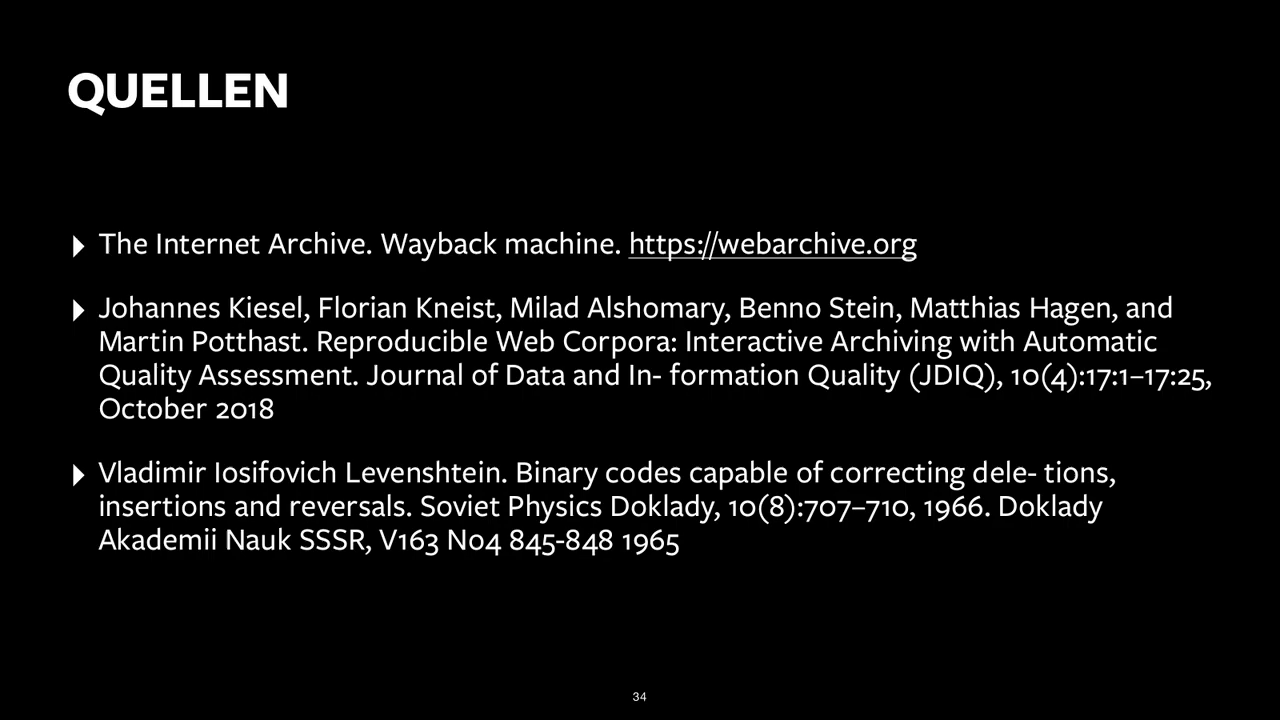 QUELLEN
The Internet Archive. Wayback machine. https://webarchive.org
Johannes Kiesel, Florian Kneist, Milad Alshomary, Benno Stein, Matthias Hagen, and
Martin Potthast. Reproducible Web Corpora: Interactive Archiving with Automatic
Quality Assessment. Journal of Data and In- formation Quality (JDIQ), 10(4):17:1–17:25,
October 2018
Vladimir Iosifovich Levenshtein. Binary codes capable of correcting dele- tions,
insertions and reversals. Soviet Physics Doklady, 10(8):707–710, 1966. Doklady
Akademii Nauk SSSR, V163 No4 845-848 1965
34